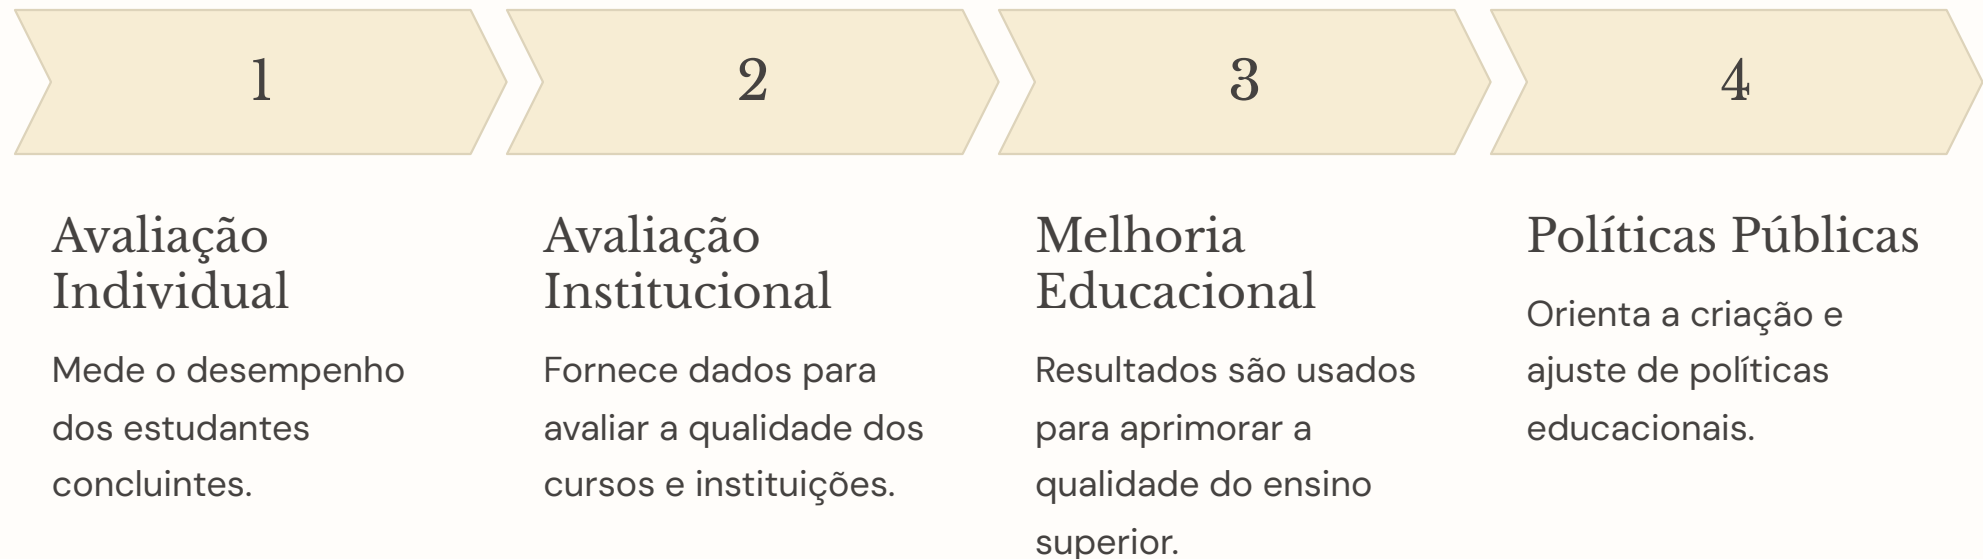 1
Avaliação
Individual
Mede o desempenho
dos estudantes
concluintes.
2
Avaliação
Institucional
Fornece dados para
avaliar a qualidade dos
cursos e instituições.
3
Melhoria
Educacional
Resultados são usados
para aprimorar a
qualidade do ensino
superior.
4
Políticas Públicas
Orienta a criação e
ajuste de políticas
educacionais.